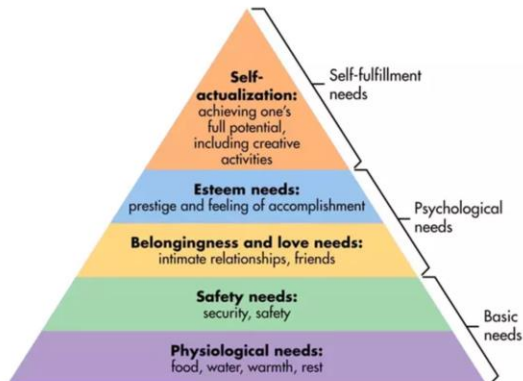 Self-
actualization:
achieving one's
full potential,
including creative
activities
Self-fulfillment
needs
Esteem needs:
prestige and feeling of accomplishment
Belongingness and love needs:
intimate relationships, friends
Psychological
needs
Safety needs:
security, safety
Physiological needs:
food, water, warmth, rest
Basic
needs